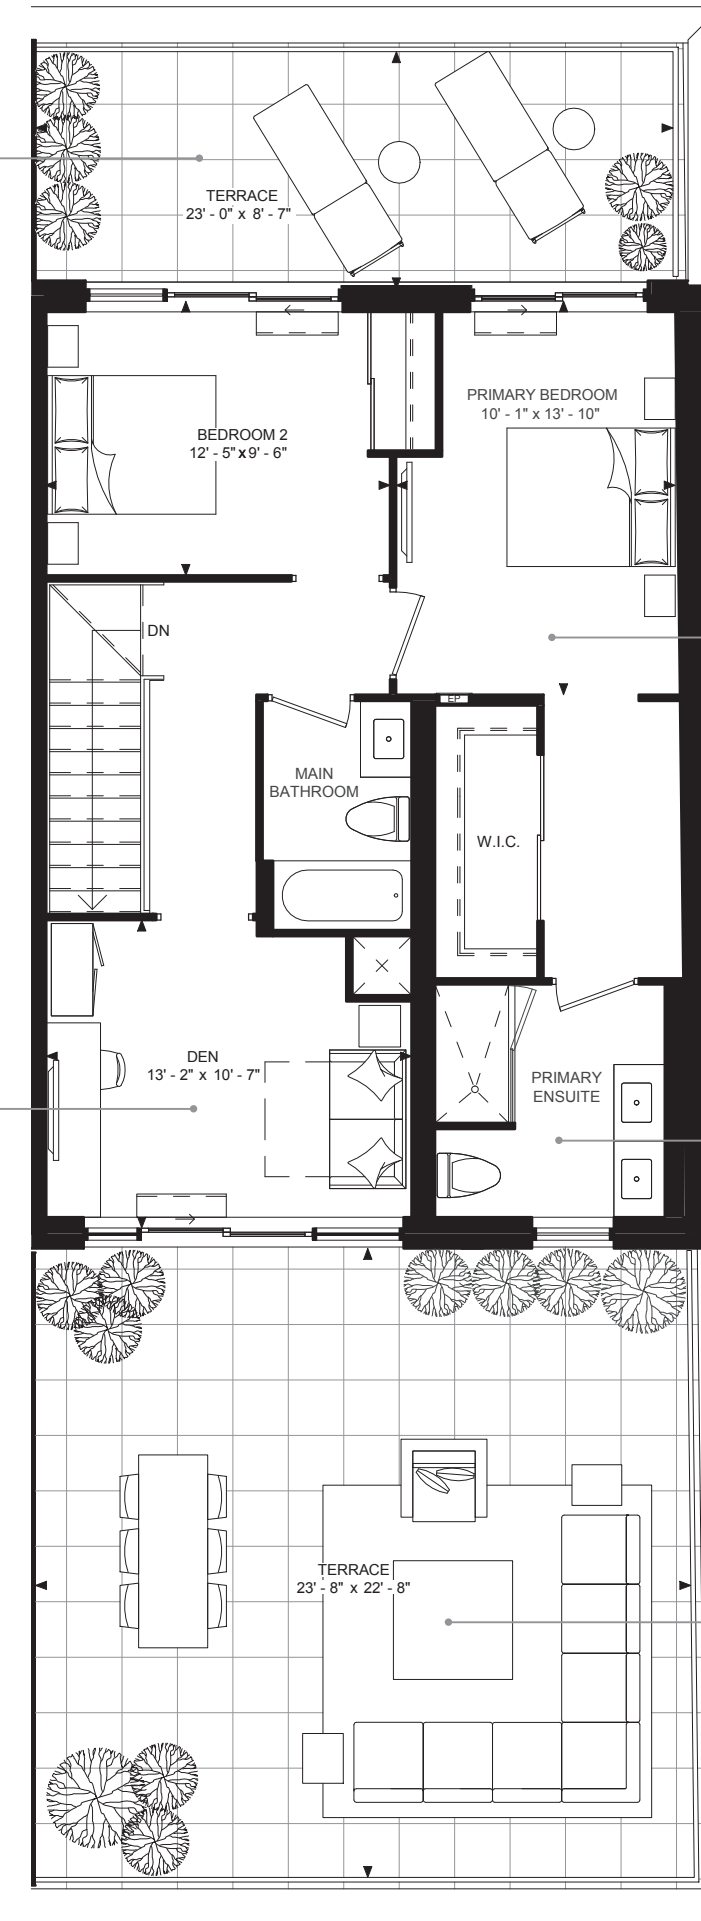 TERRACE
23' - 0" x 8' - 7"
PRIMARY BEDROOM
10' - 1" x 13' - 10"
BEDROOM 2
12' - 5" x 9' - 6"
DN
EP
MAIN
BATHROOM
W.I.C.
DEN
13' - 2" x 10' - 7"
PRIMARY
ENSUITE
TERRACE
23' - 8" x 22' - 8"